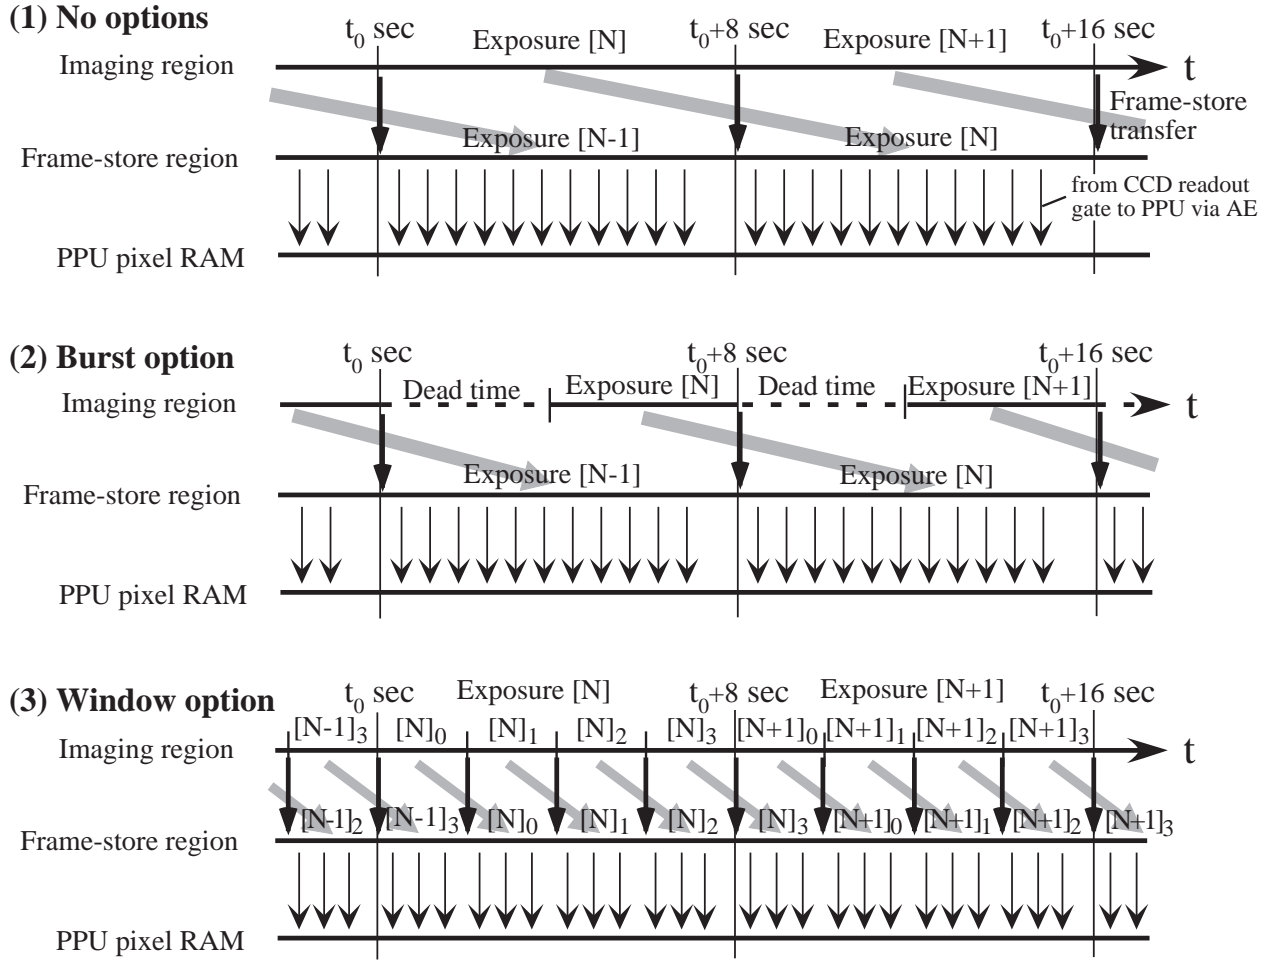 (1) No options
t0 sec Exposure [N] t0+8 sec Exposure [N+1] t0+16 sec
Imaging region t
Frame-store
transfer
Exposure [N-1] Exposure [N]
Frame-store region
from CCD readout
gate to PPU via AE
PPU pixel RAM
(2) Burst option
t0 sec t0+8 sec t0+16 sec
Dead time Exposure [N] Dead time Exposure [N+1]
Imaging region t
Exposure [N-1] Exposure [N]
Frame-store region
PPU pixel RAM
(3) Window option
t0 sec Exposure [N] t0+8 sec Exposure [N+1] t0+16 sec
[N-1]3 [N]0 [N]1 [N]2 [N]3 [N+1]0 [N+1]1 [N+1]2 [N+1]3
Imaging region t
[N-1]2 [N-1]3 [N]0 [N]1 [N]2 [N]3 [N+1]0 [N+1]1 [N+1]2 [N+1]3
Frame-store region
PPU pixel RAM